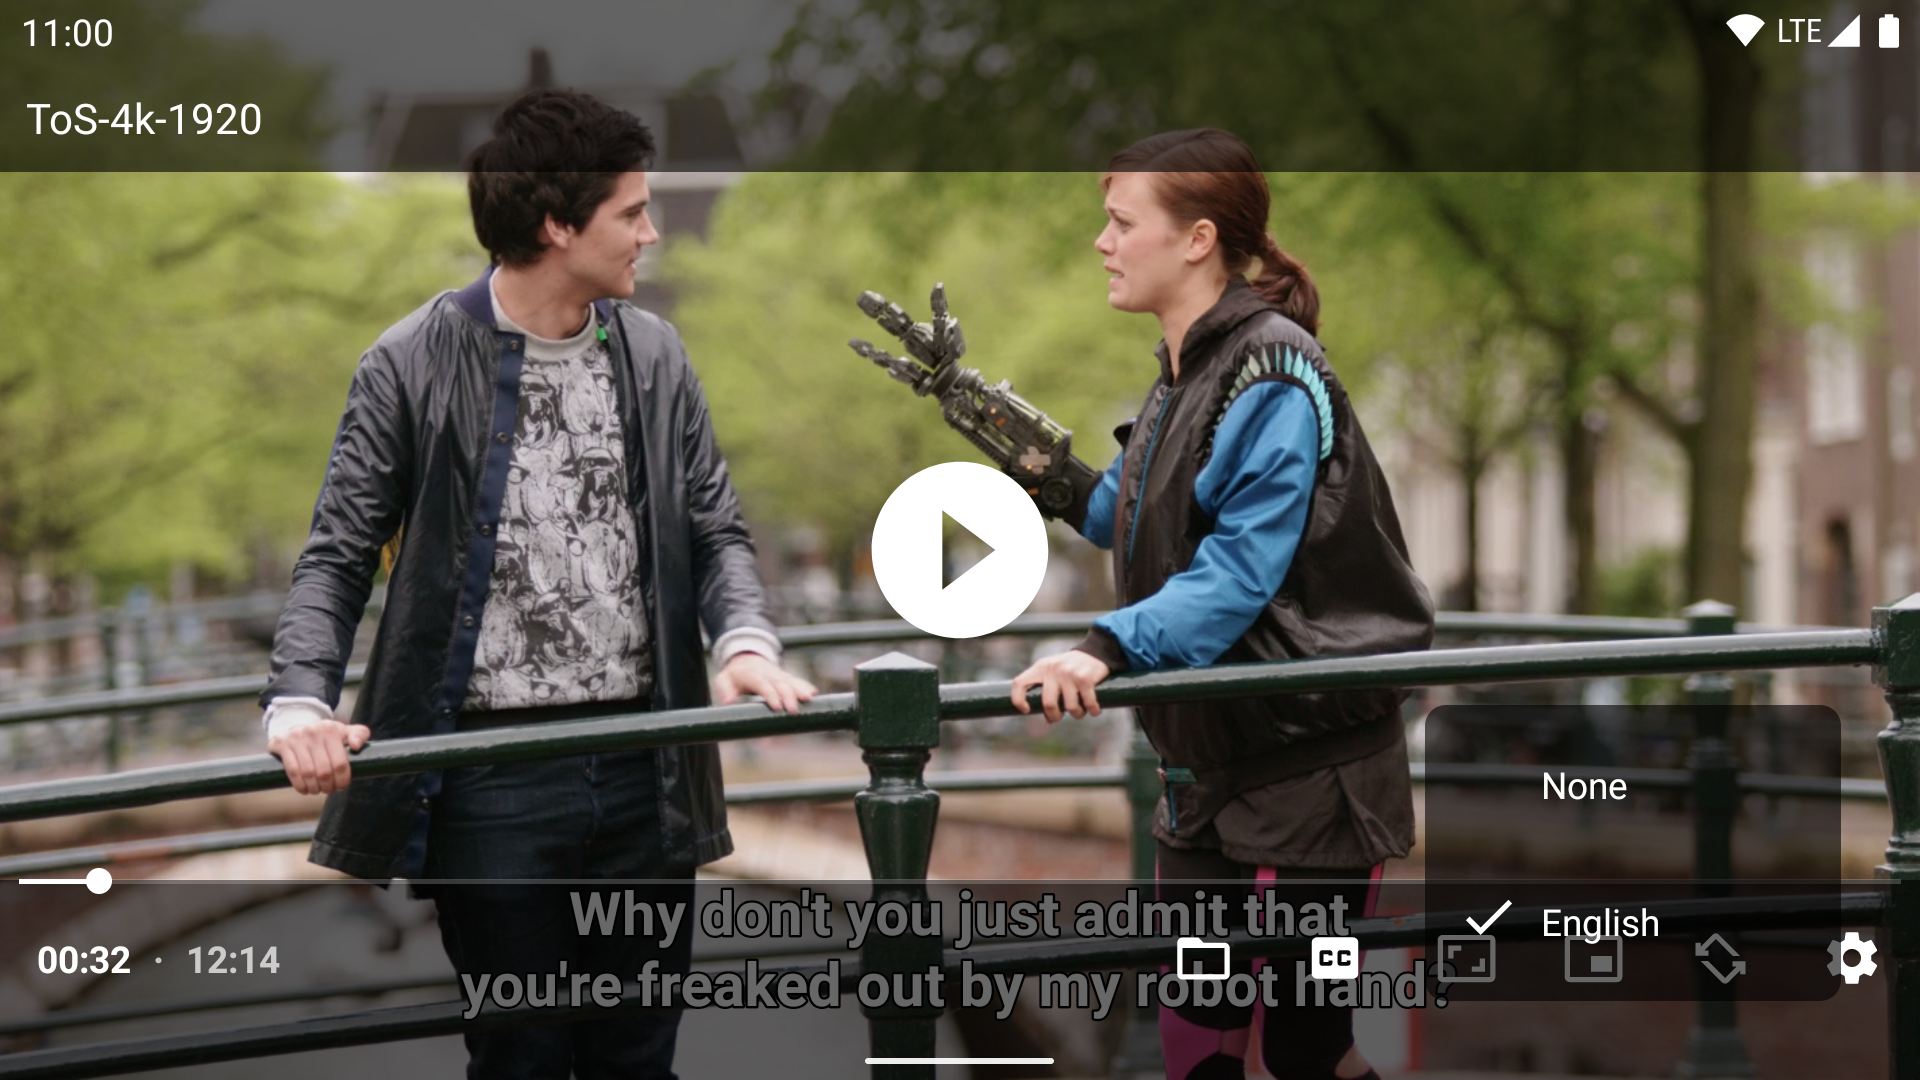 11:00
LTE
ToS-4k-1920
None
English
Why don't you just admit that
you're freaked out by my robot hand?
00:32 · 12:14
CC